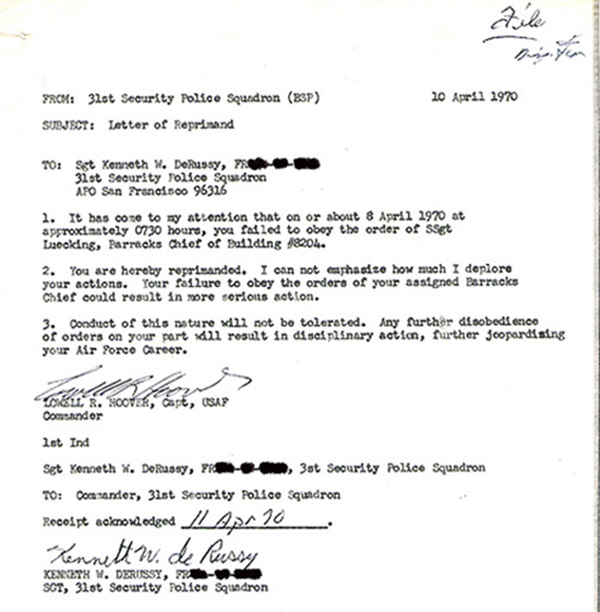 File
FROM: 31st Security Police Squadron (BSP) 10 April 1970
SUBJECT: Letter of Reprimand
TO: Sgt Kenneth W. DeRussy, FR
31st Security Police Squadron
APO San Francisco 96316
1. It has come to my attention that on or about 8 April 1970 at
approximately 0730 hours, you failed to obey the order of SSgt
Luecking, Barracks Chief of Building #8204.
2. You are hereby reprimanded. I can not emphasize how much I deplore
your actions. Your failure to obey the orders of your assigned Barracks
Chief could result in more serious action.
3. Conduct of this nature will not be tolerated. Any further disobedience
of orders on your part will result in disciplinary action, further jeopardizing
your Air Force Career.
Lowell R Hoover
LOWELL R. HOOVER, Capt, USAF
Commander
1st Ind
Sgt Kenneth W. DeRussy, FR, 3st Security Police Squadron
TO: Commander, 31st Security Police Squadron
Receipt acknowledged 11 Apr 70.
Kenneth W. de Russy
KENNETH W. DERUSSY, FR
SGT, 31st Security Police Squadron